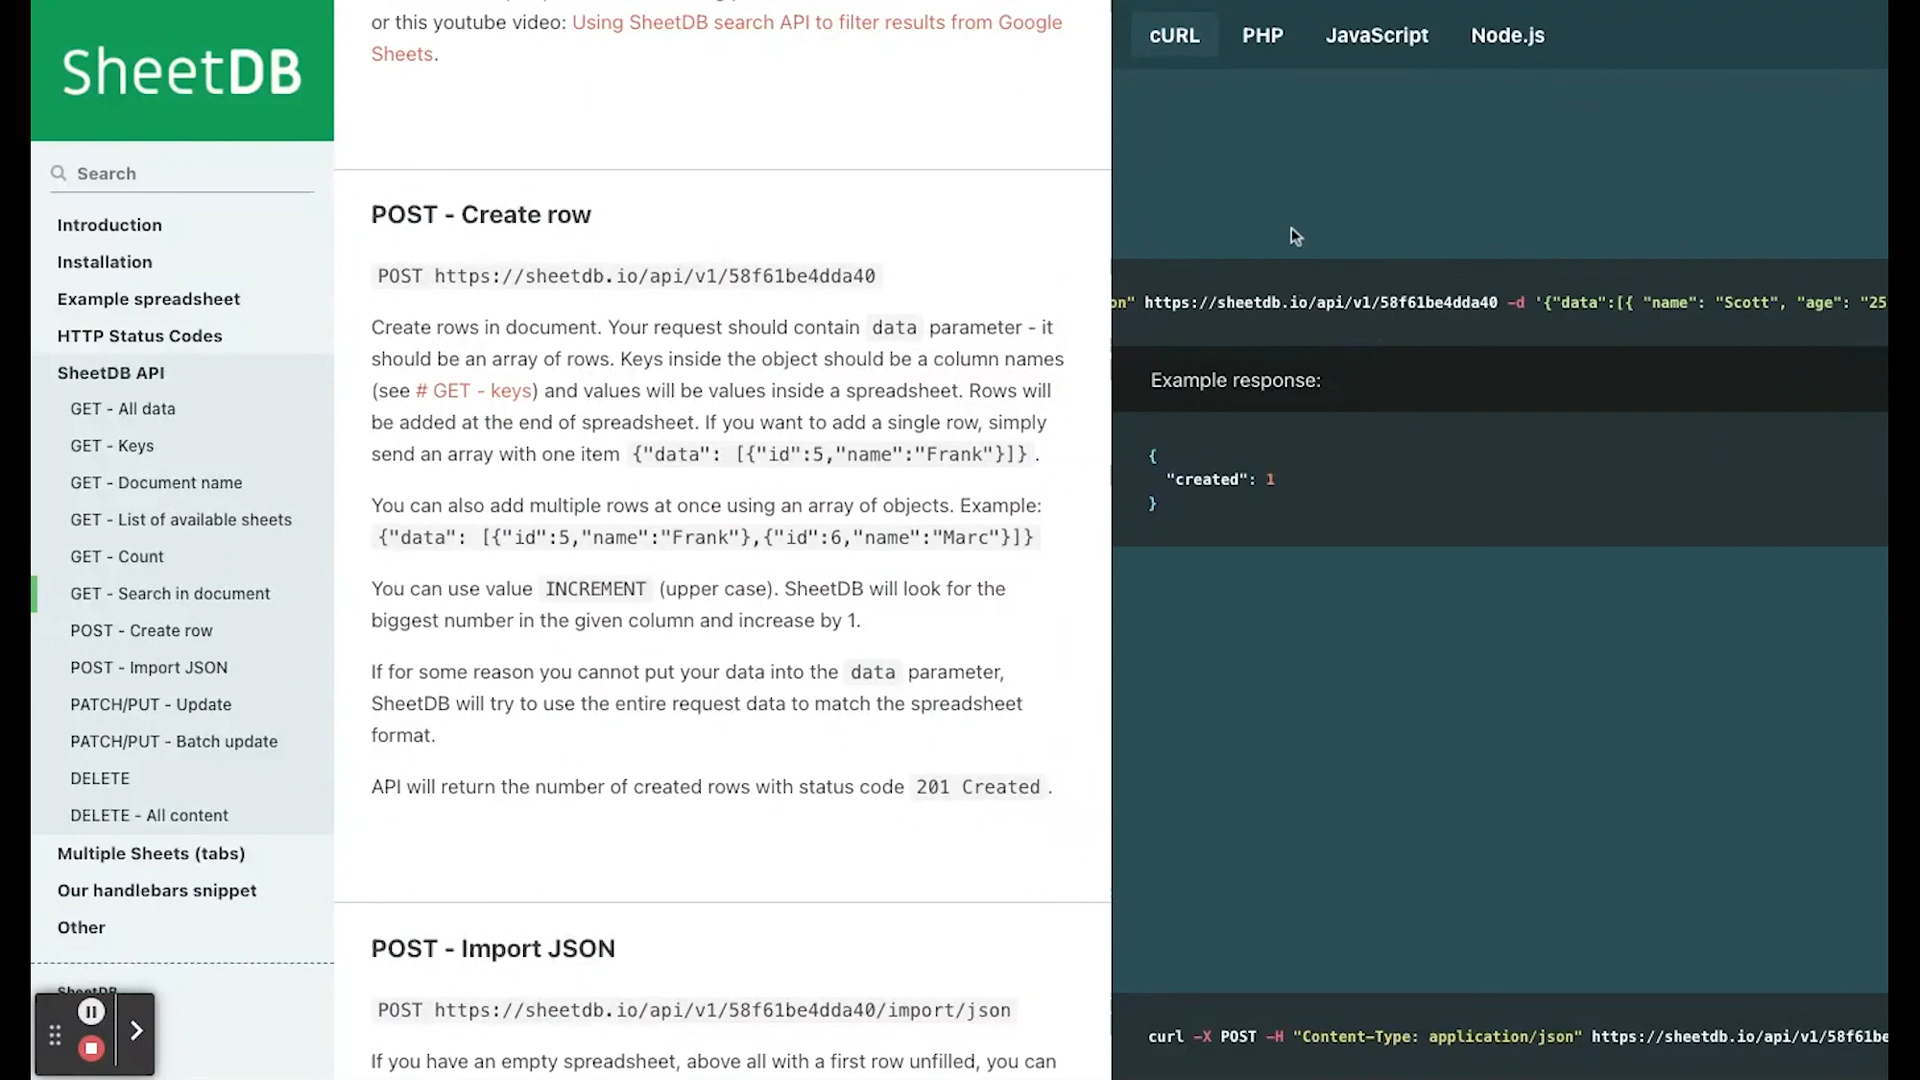 SheetDB
Search
Introduction
Installation
Example spreadsheet
HTTP Status Codes
SheetDB API
GET - All data
GET - Keys
GET - Document name
GET - List of available sheets
GET - Count
GET - Search in document
POST - Create row
POST - Import JSON
PATCH/PUT - Update
PATCH/PUT - Batch update
DELETE
DELETE - All content
Multiple Sheets (tabs)
Our handlebars snippet
Other
SheetDB
or this youtube video: Using SheetDB search API to filter results from Google
Sheets.
POST - Create row
POST https://sheetdb.io/api/v1/58f61be4dda40
Create rows in document. Your request should contain data parameter - it
should be an array of rows. Keys inside the object should be a column names
(see # GET - keys) and values will be values inside a spreadsheet. Rows will
be added at the end of spreadsheet. If you want to add a single row, simply
send an array with one item {"data": [{"id":5,"name":"Frank"}]} .
You can also add multiple rows at once using an array of objects. Example:
{"data": [{"id":5,"name":"Frank"},{"id":6,"name":"Marc"}]}
You can use value INCREMENT (upper case). SheetDB will look for the
biggest number in the given column and increase by 1.
If for some reason you cannot put your data into the data parameter,
SheetDB will try to use the entire request data to match the spreadsheet
format.
API will return the number of created rows with status code 201 Created .
POST - Import JSON
POST https://sheetdb.io/api/v1/58f61be4dda40/import/json
If you have an empty spreadsheet, above all with a first row unfilled, you can
cURL PHP JavaScript Node.js
on" https://sheetdb.io/api/v1/58f61be4dda40 -d '{"data":[{ "name": "Scott", "age": "25
Example response:
{
"created": 1
}
curl -X POST -H "Content-Type: application/json" https://sheetdb.io/api/v1/58f61be